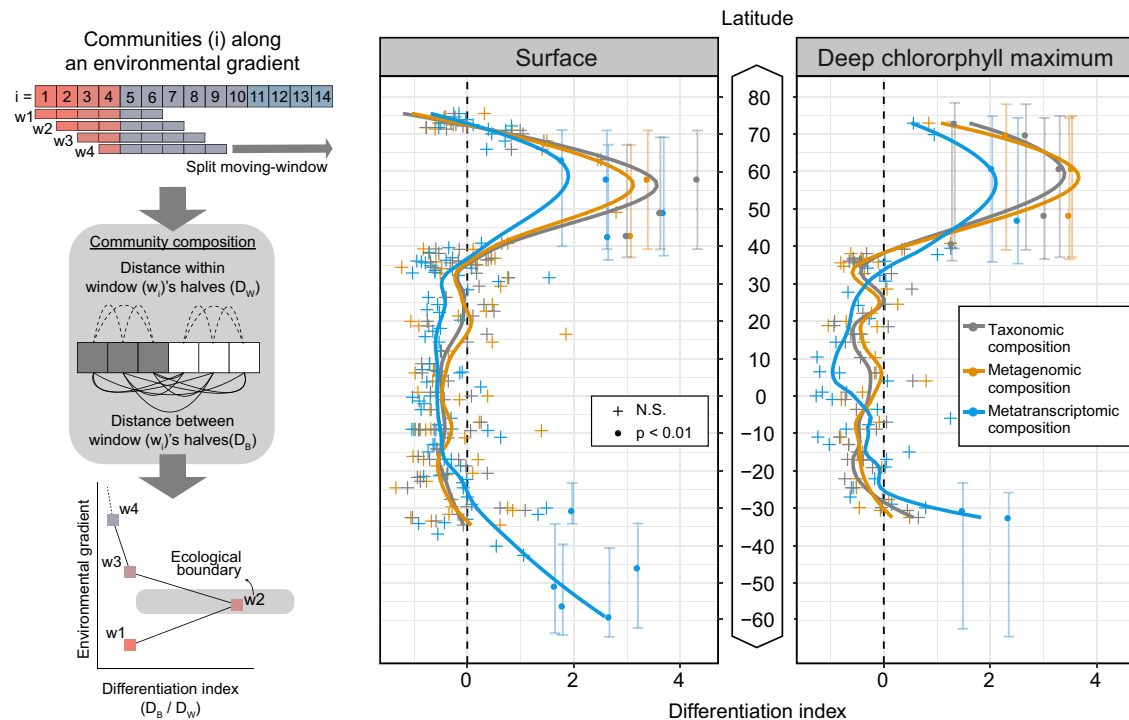 Communities (i) along
an environmental gradient
i = 1 2 3 4 5 6 7 8 9 10 11 12 13 14
w1
w2
w3
w4
Split moving-window
Community composition
Distance within
window (wi)'s halves (DW)
Distance between
window (wi)'s halves(DB)
Environmental gradient
w4
w3
Ecological
boundary
w2
w1
Differentiation index
(DB / DW)
Latitude
Surface
Deep chlororphyll maximum
80
70
60
50
40
30
20
10
0
−10
−20
−30
−40
−50
−60
N.S.
p < 0.01
Taxonomic
composition
Metagenomic
composition
Metatranscriptomic
composition
0 2 4
0 2 4
Differentiation index